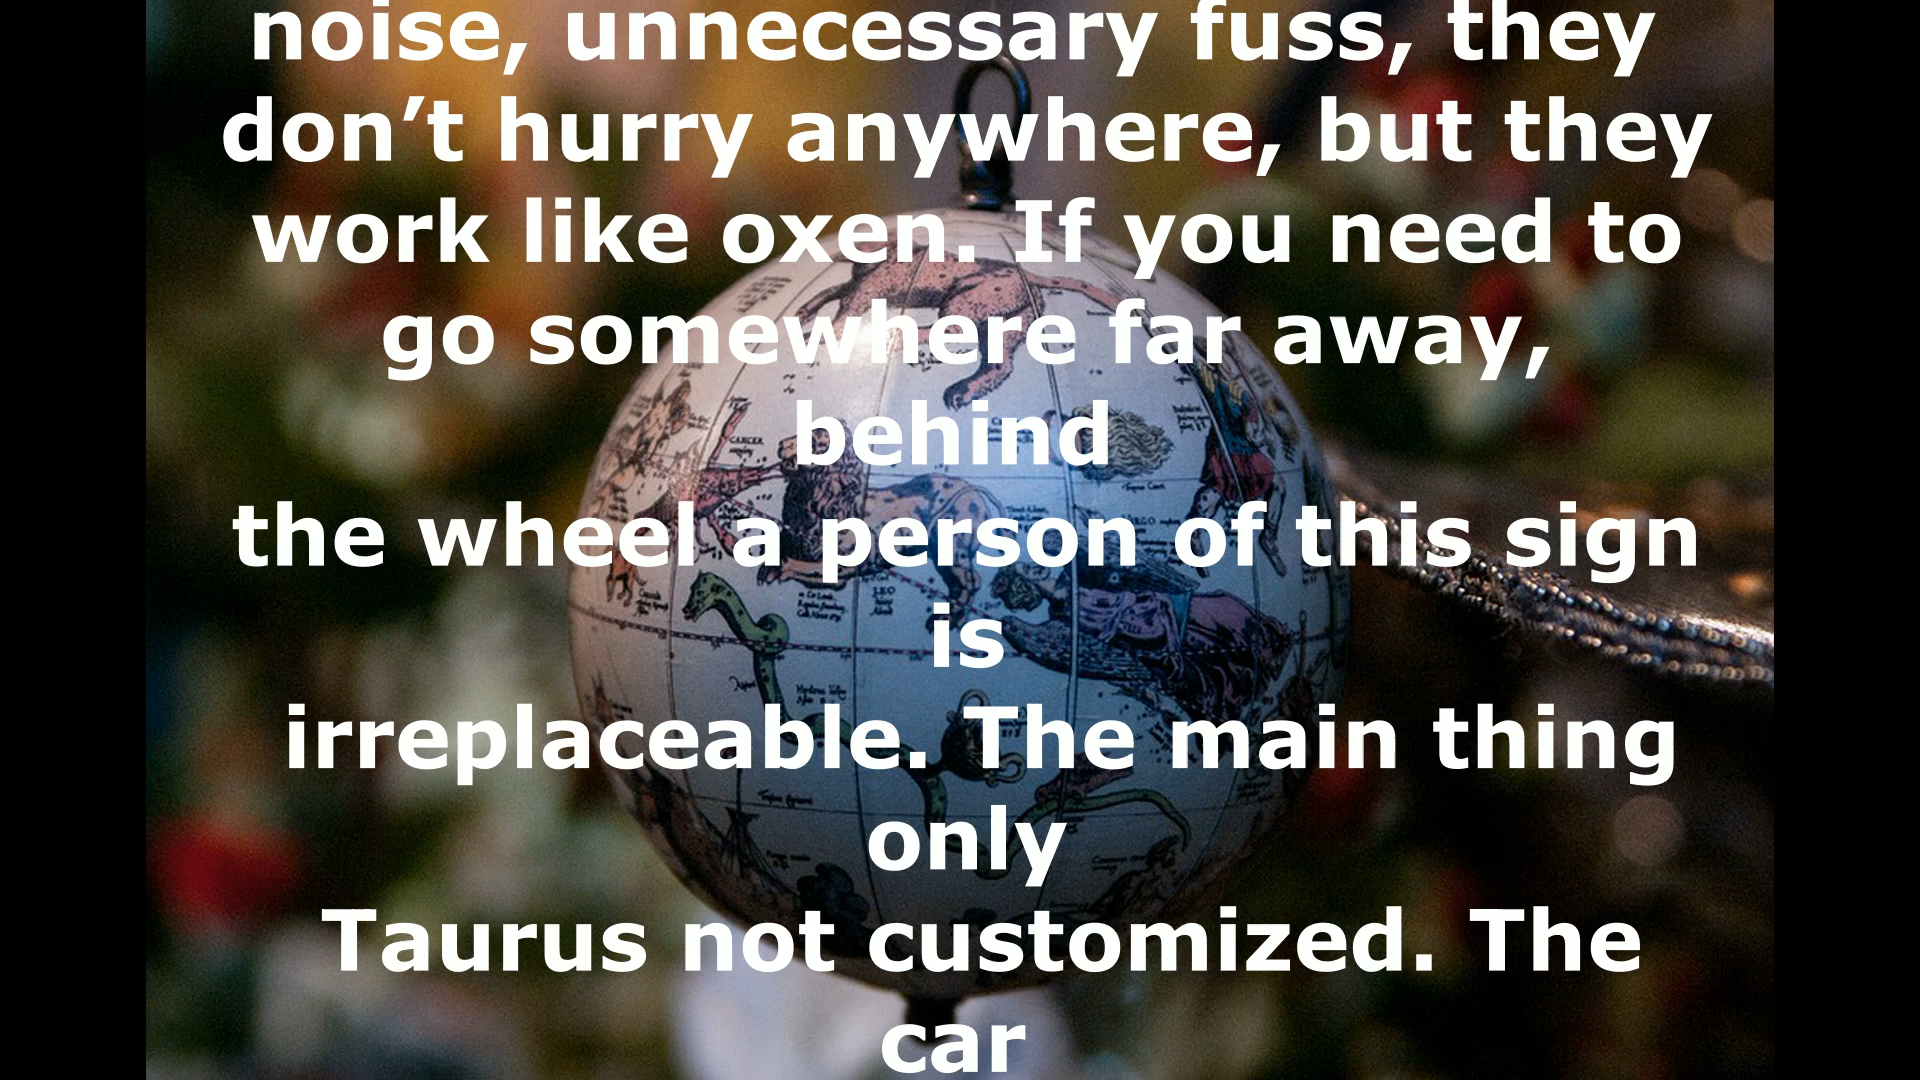 noise, unnecessary fuss, they
don’t hurry anywhere, but they
work like oxen. If you need to
go somewhere far away,
behind
the wheel a person of this sign
is
irreplaceable. The main thing
only
Taurus not customized. The
car
CANCER
LEO